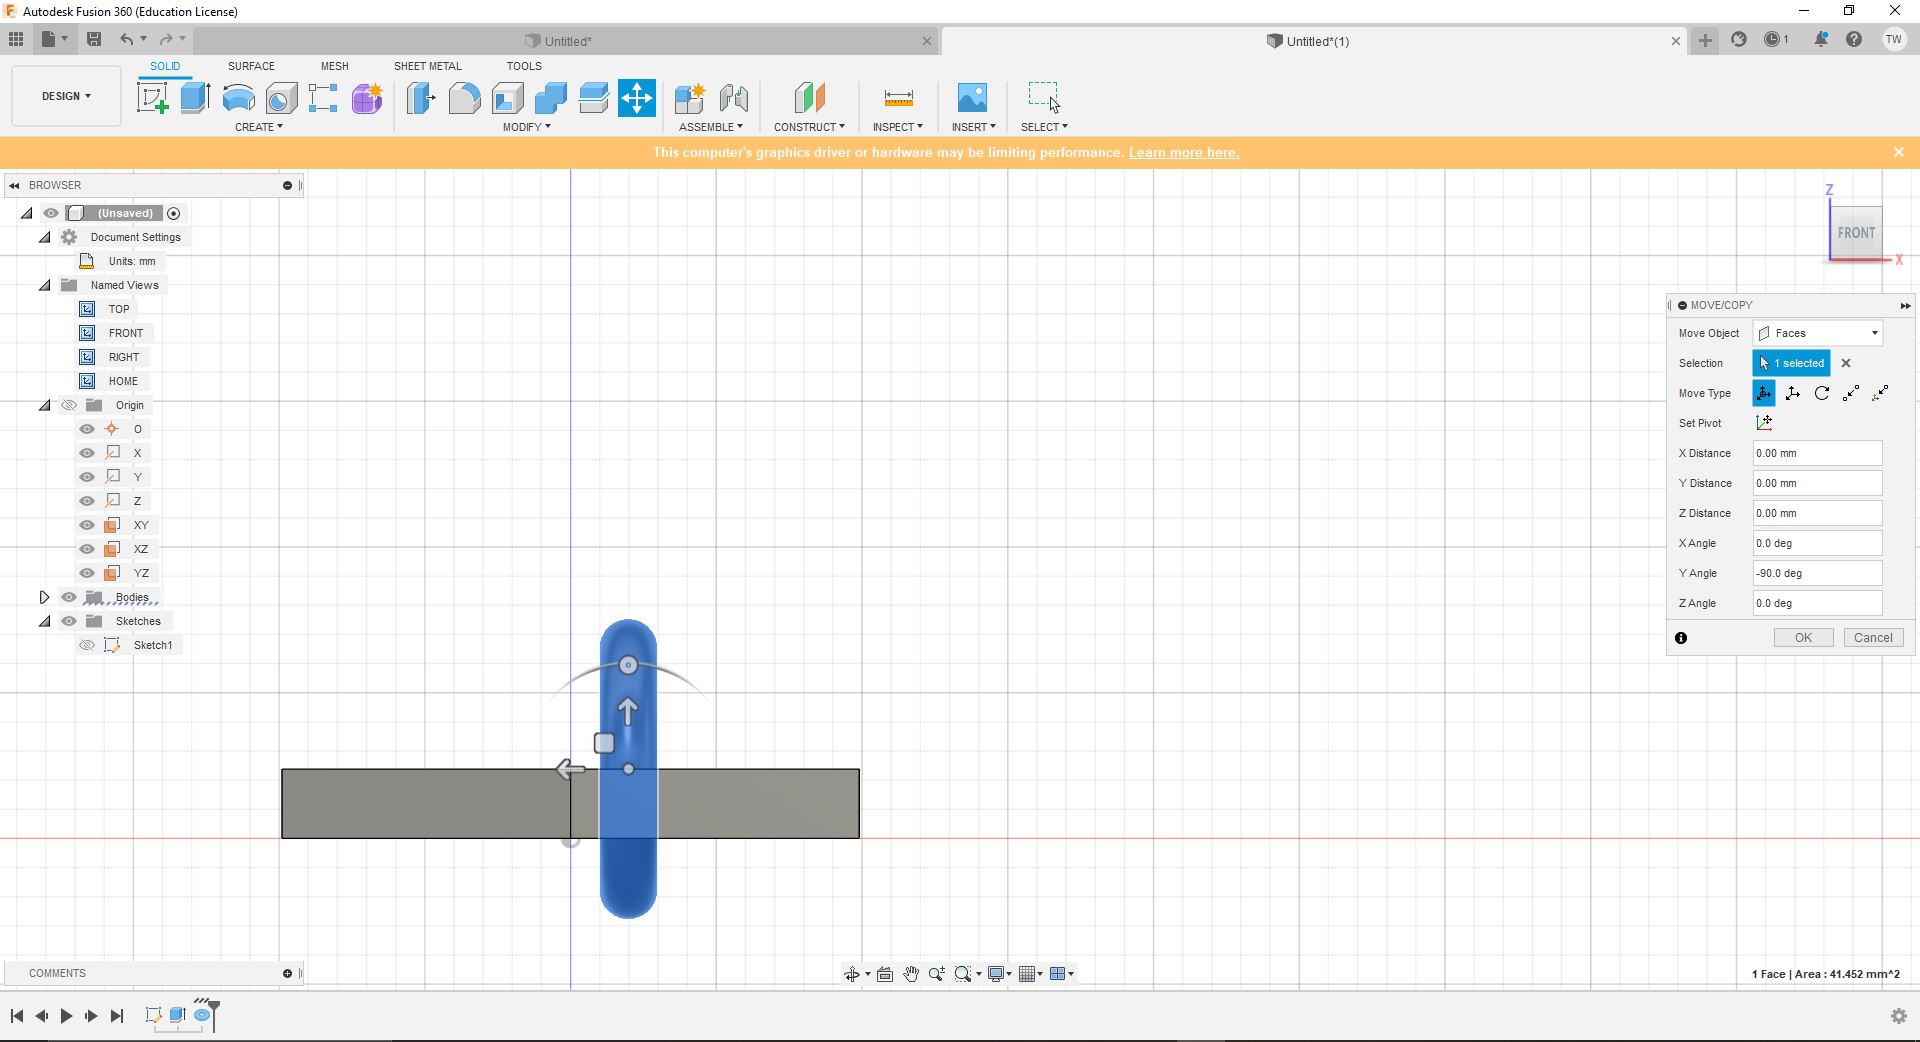 Autodesk Fusion 360 (Education License)
Untitled*
Untitled*(1)
1
TW
DESIGN
SOLID
SURFACE
MESH
SHEET METAL
TOOLS
CREATE
MODIFY
ASSEMBLE
CONSTRUCT
INSPECT
INSERT
SELECT
This computer's graphics driver or hardware may be limiting performance. Learn more here.
BROWSER
(Unsaved)
Document Settings
Units: mm
Named Views
TOP
FRONT
RIGHT
HOME
Origin
O
X
Y
Z
XY
XZ
YZ
Bodies
Sketches
Sketch1
Z
FRONT
X
MOVE/COPY
Move Object Faces
Selection 1 selected
Move Type
Set Pivot
X Distance 0.00 mm
Y Distance 0.00 mm
Z Distance 0.00 mm
X Angle 0.0 deg
Y Angle -90.0 deg
Z Angle 0.0 deg
OK Cancel
COMMENTS
1 Face | Area : 41.452 mm^2